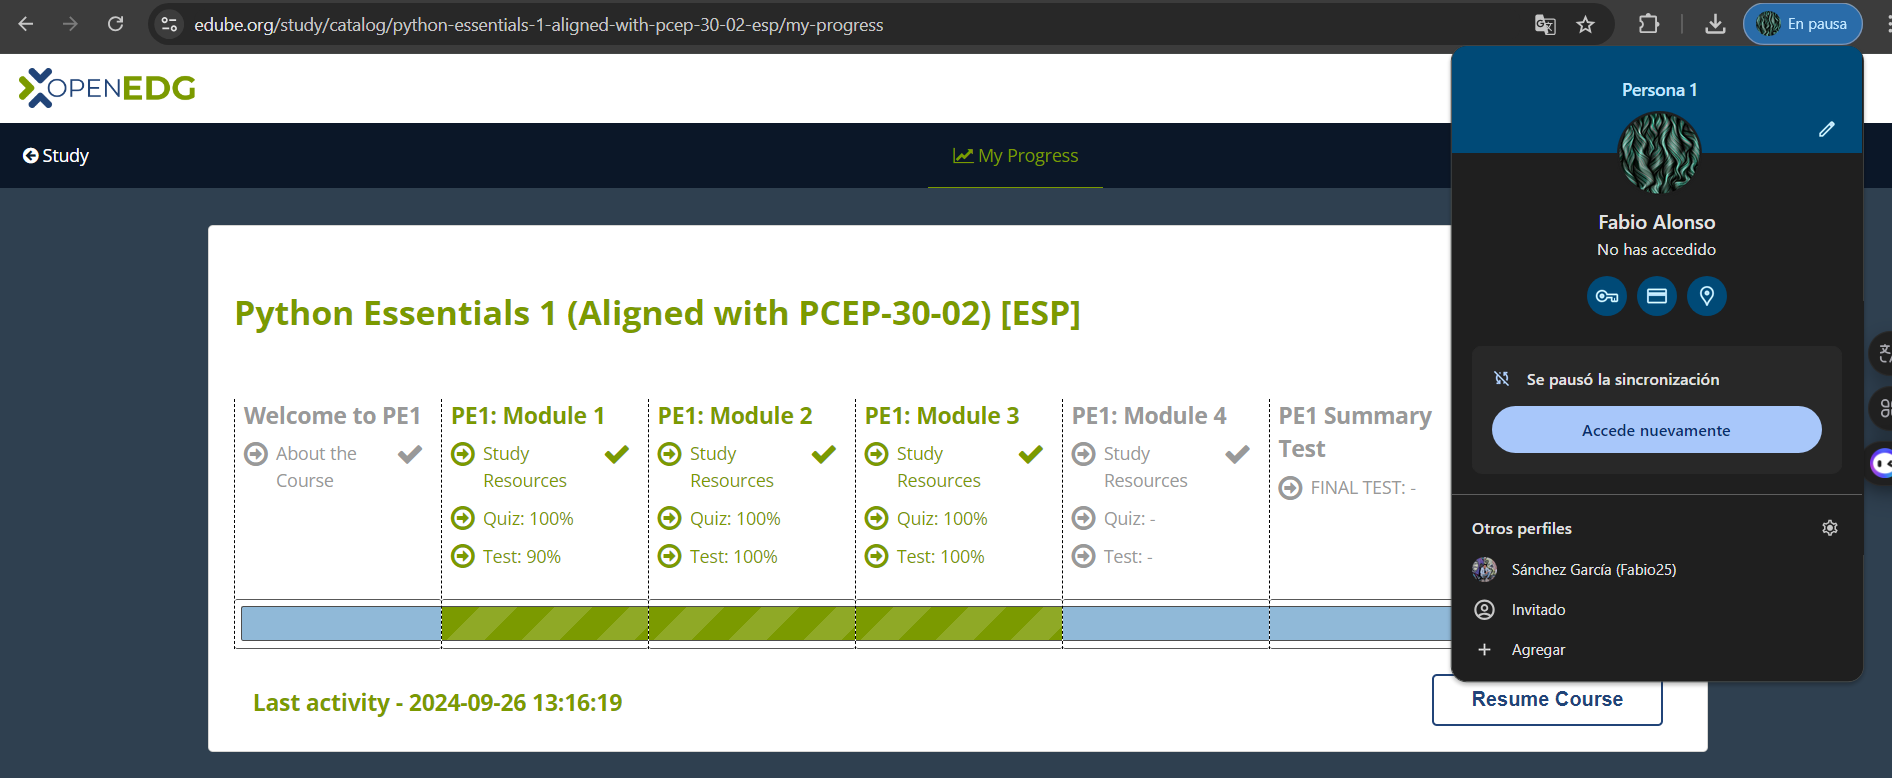 edube.org/study/catalog/python-essentials-1-aligned-with-pcep-30-02-esp/my-progress
En pausa
OPENEDG
Study
My Progress
Python Essentials 1 (Aligned with PCEP-30-02) [ESP]
Welcome to PE1
About the
Course
PE1: Module 1
Study
Resources
Quiz: 100%
Test: 90%
PE1: Module 2
Study
Resources
Quiz: 100%
Test: 100%
PE1: Module 3
Study
Resources
Quiz: 100%
Test: 100%
PE1: Module 4
Study
Resources
Quiz: -
Test: -
PE1 Summary
Test
FINAL TEST: -
Last activity - 2024-09-26 13:16:19
Resume Course
Persona 1
Fabio Alonso
No has accedido
Se pausó la sincronización
Accede nuevamente
Otros perfiles
Sánchez García (Fabio25)
Invitado
Agregar